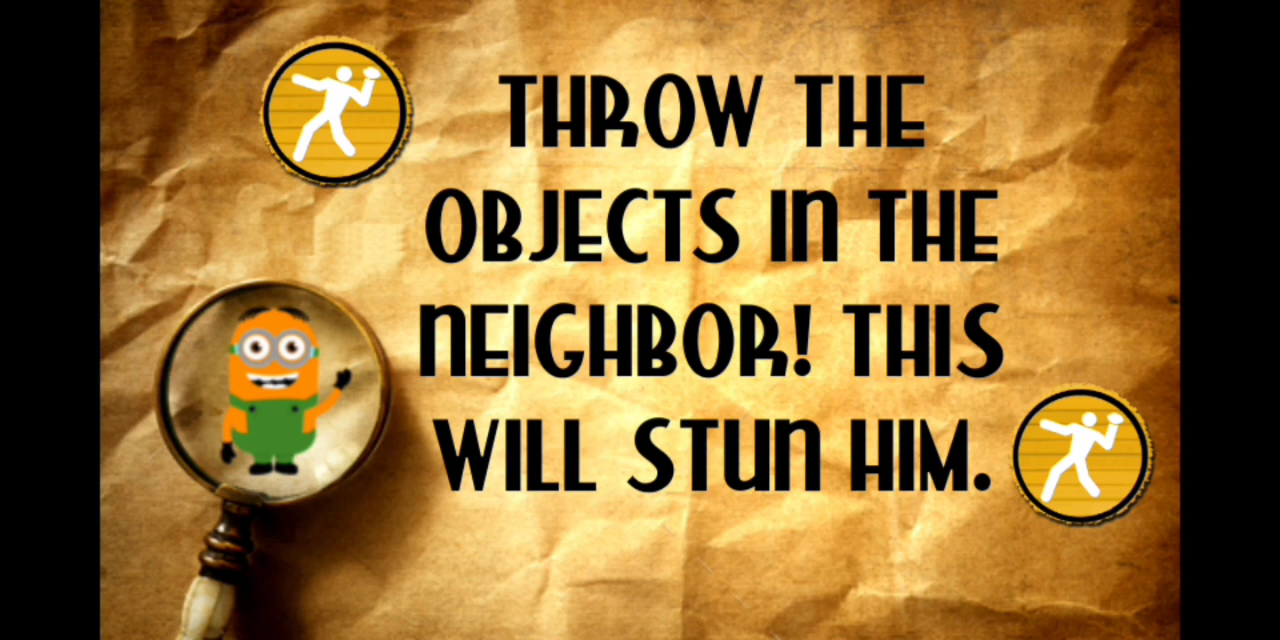 THROW THE
OBJECTS IN THE
NEIGHBOR! THIS
WILL STUN HIM.